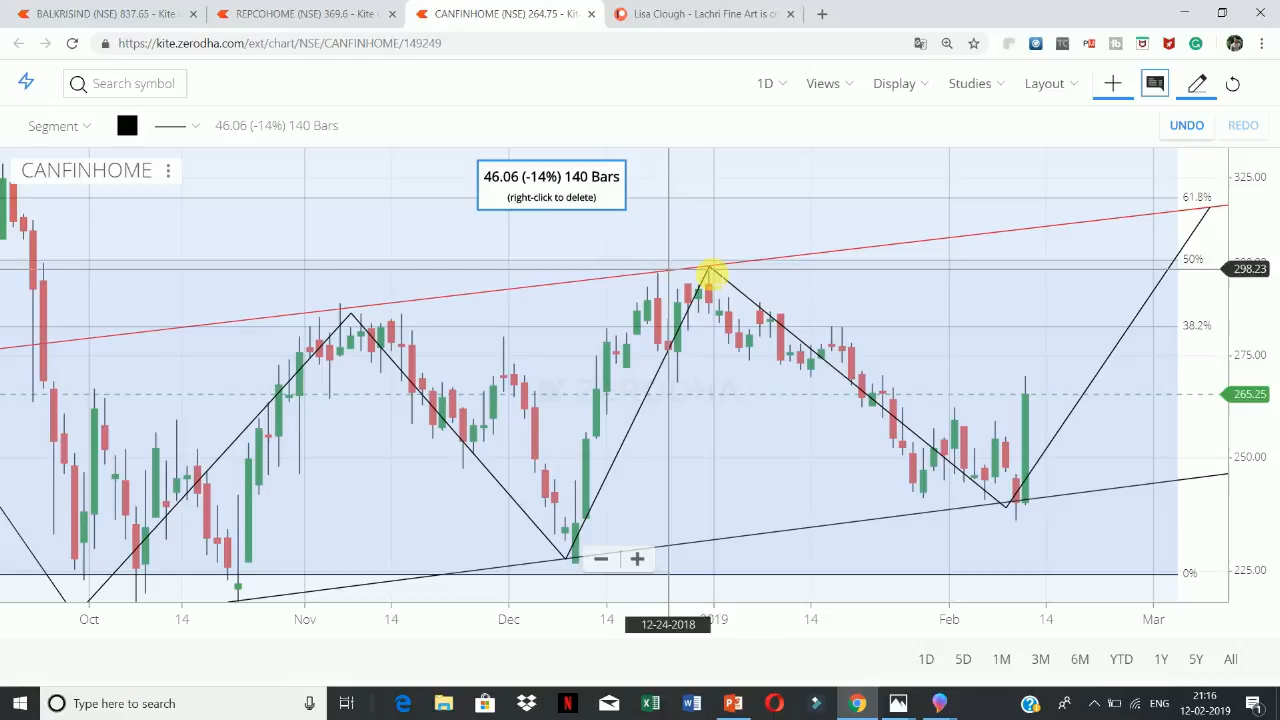 BALKRISIND (NSE) 837.65 - Kite
REPCOHOME (NSE) 369.6 - Kite
CANFINHOME (NSE) 264.75 - Kite
Lisa Clough - Lachri Fine Art is
https://kite.zerodha.com/ext/chart/NSE/CANFINHOME/149249
Search symbol
1D Views Display Studies Layout
Segment 46.06 (-14%) 140 Bars UNDO REDO
CANFINHOME
46.06 (-14%) 140 Bars
(right-click to delete)
325.00
61.8%
50%
298.23
38.2%
275.00
265.25
250.00
0% 225.00
Oct 14 Nov 14 Dec 14 2019 14 Feb 14 Mar
12-24-2018
1D 5D 1M 3M 6M YTD 1Y 5Y All
Type here to search
ENG
21:16
12-02-2019